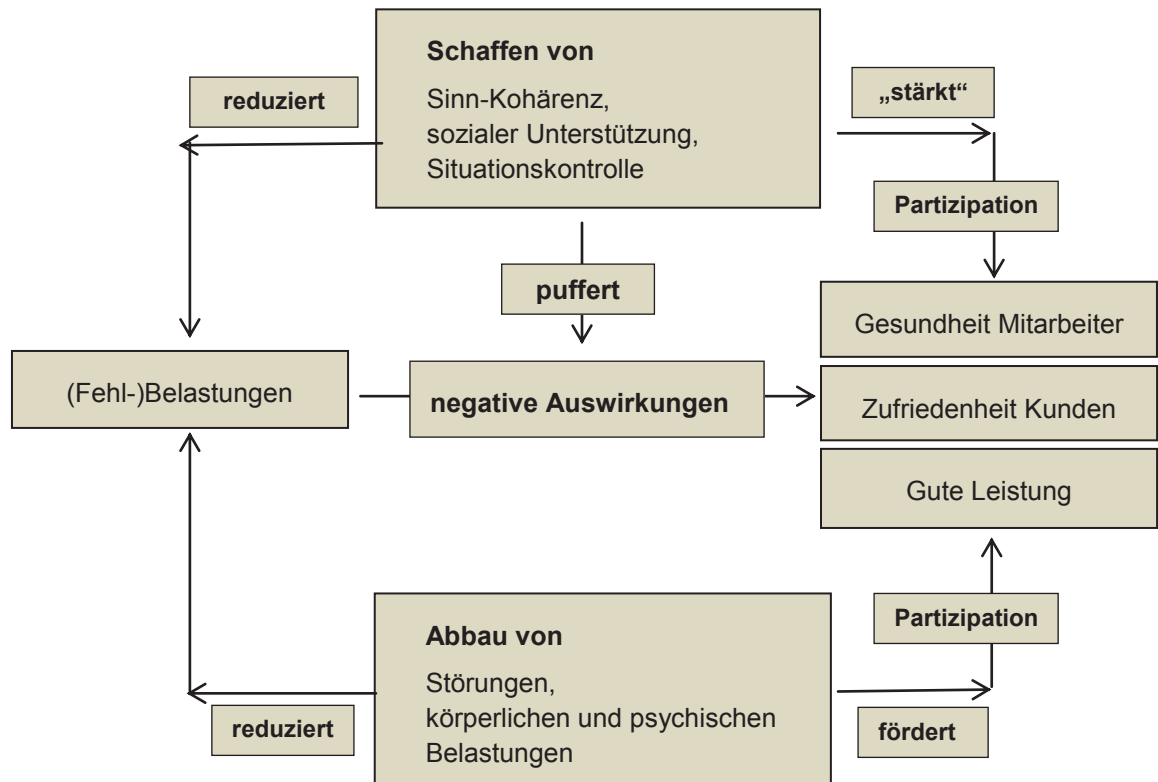 Schaffen von
Sinn-Kohärenz,
sozialer Unterstützung,
Situationskontrolle
reduziert
„stärkt“
Partizipation
puffert
Gesundheit Mitarbeiter
(Fehl-)Belastungen
negative Auswirkungen
Zufriedenheit Kunden
Gute Leistung
Partizipation
Abbau von
Störungen,
körperlichen und psychischen
Belastungen
reduziert
fördert